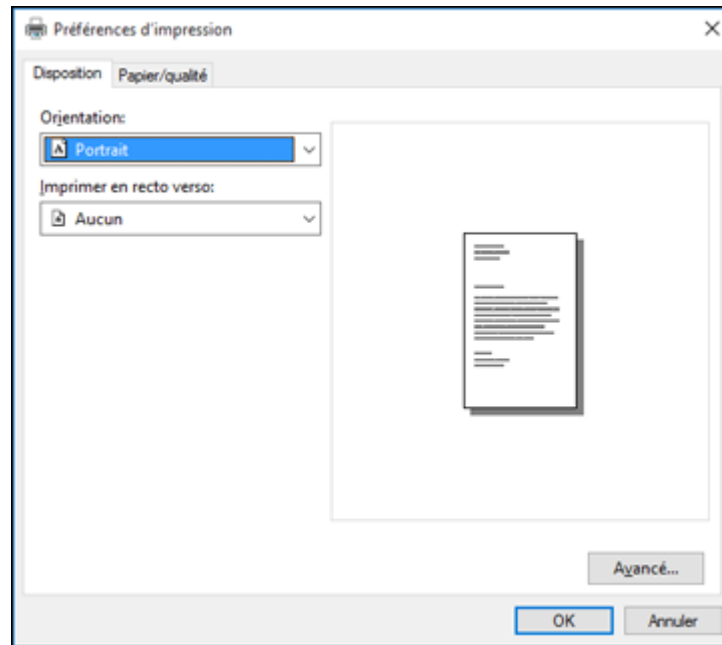 Préférences d'impression
Disposition Papier/qualité
Orientation:
Portrait
Imprimer en recto verso:
Aucun
Avancé...
OK Annuler